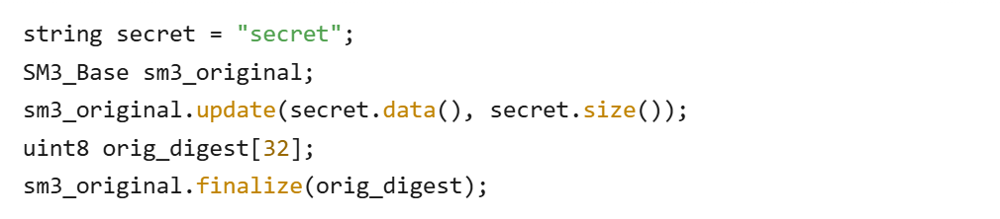 string secret = "secret";
SM3_Base sm3_original;
sm3_original.update(secret.data(), secret.size());
uint8 orig_digest[32];
sm3_original.finalize(orig_digest);